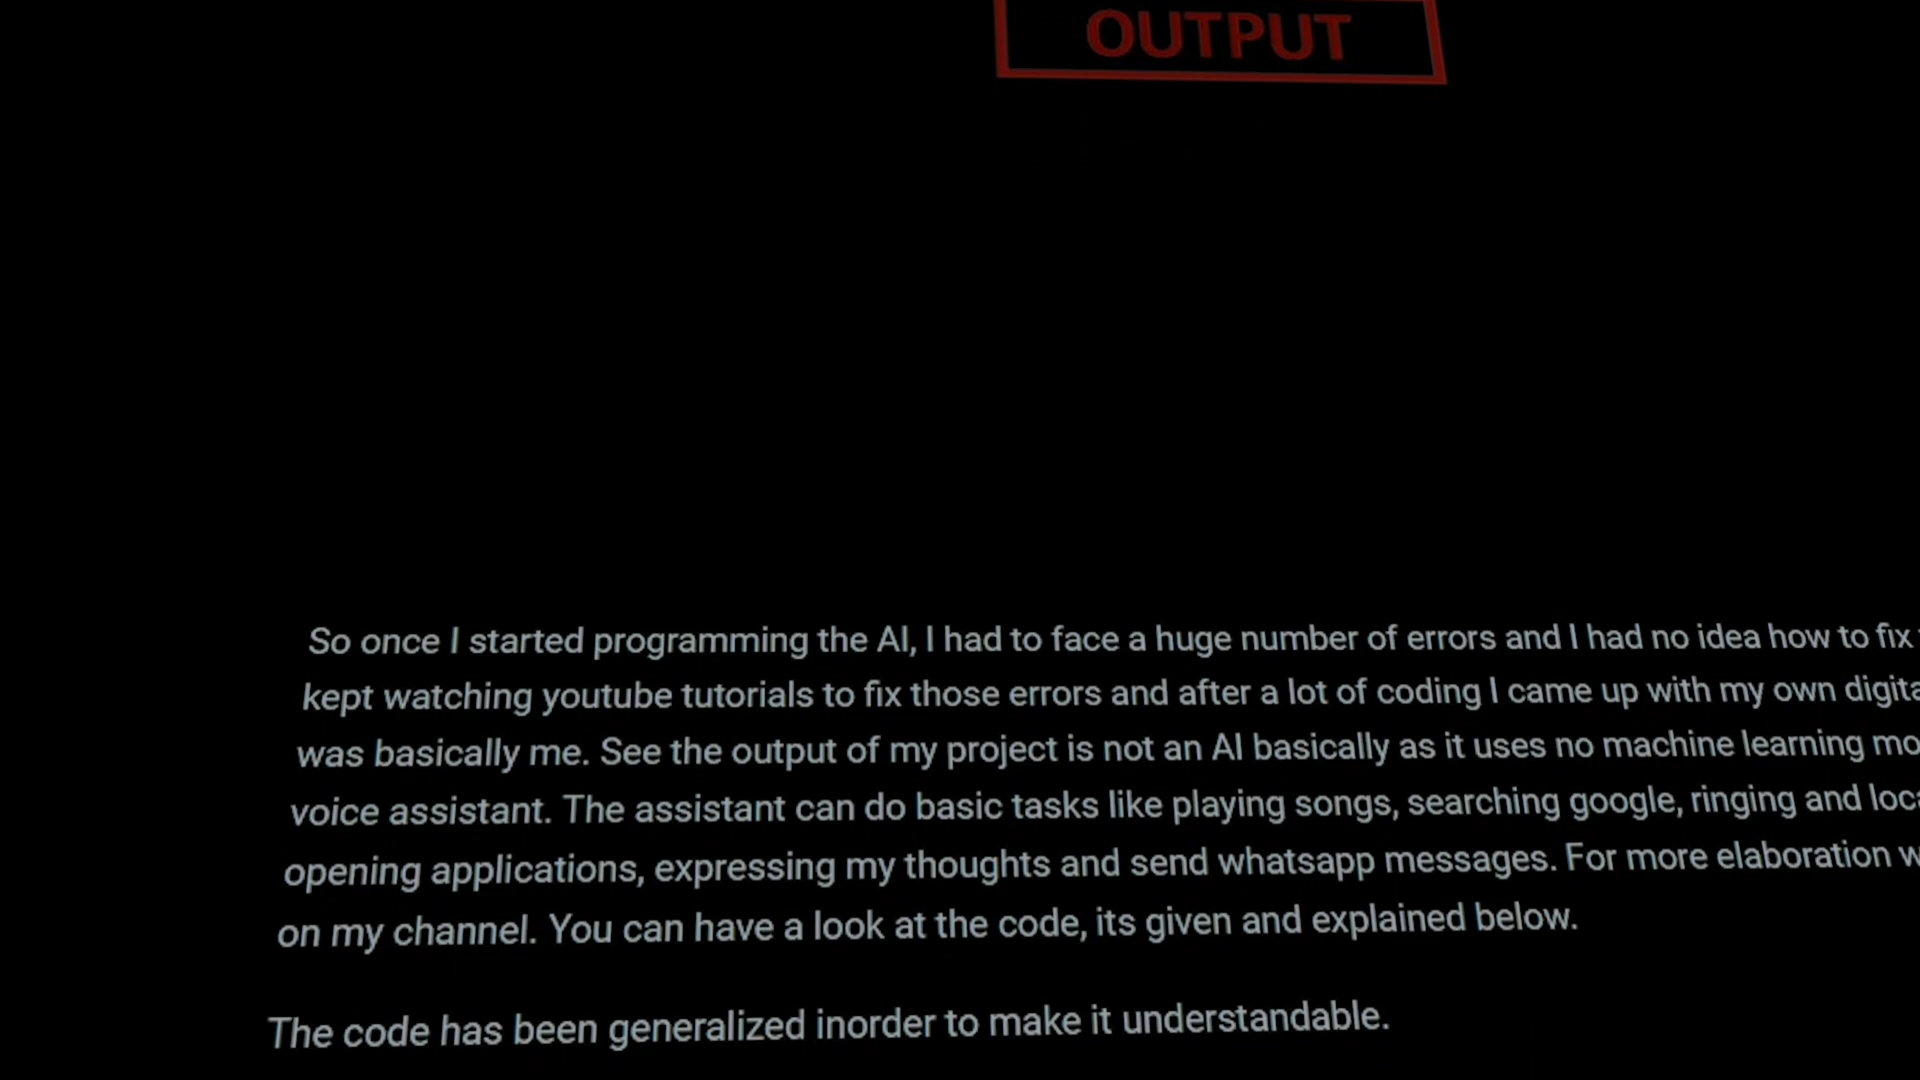 OUTPUT
So once I started programming the AI, I had to face a huge number of errors and I had no idea how to fix
kept watching youtube tutorials to fix those errors and after a lot of coding I came up with my own
was basically me. See the output of my project is not an AI basically as it uses no machine learning
voice assistant. The assistant can do basic tasks like playing songs, searching google, ringing and
opening applications, expressing my thoughts and send whatsapp messages. For more elaboration
on my channel. You can have a look at the code, its given and explained below.
The code has been generalized inorder to make it understandable.